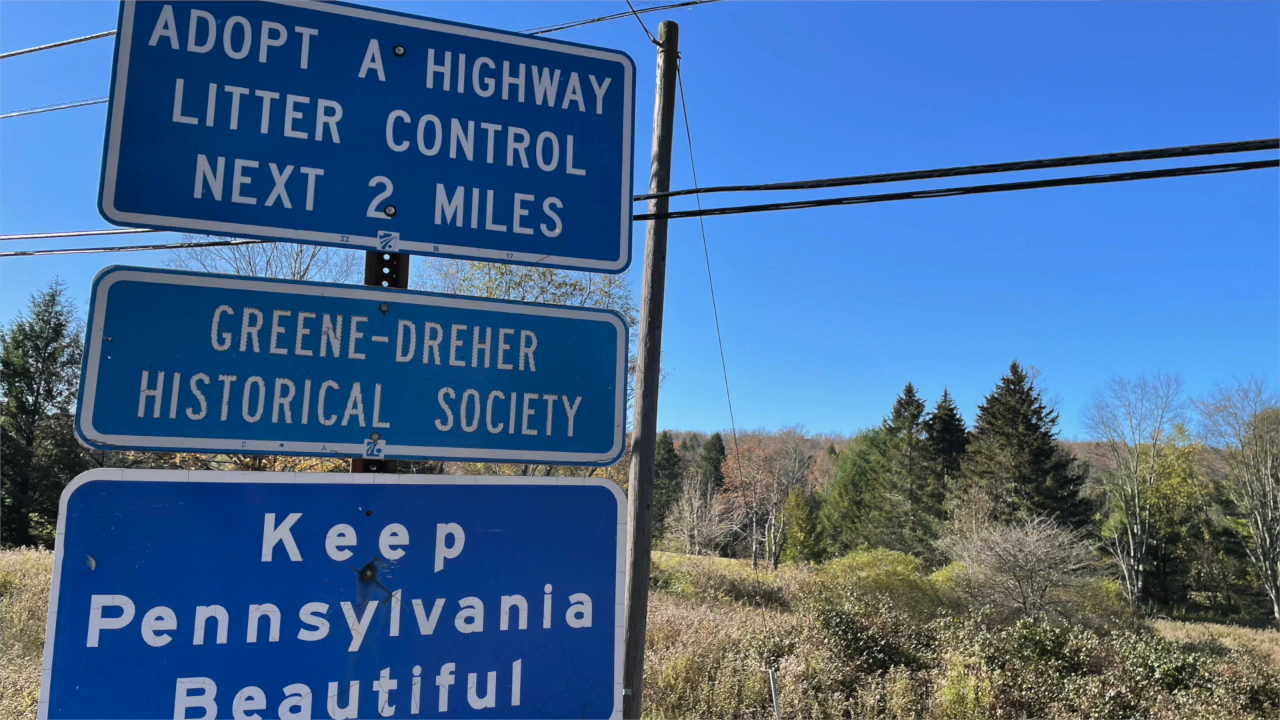 ADOPT A HIGHWAY
LITTER CONTROL
NEXT 2 MILES
GREENE-DREHER
HISTORICAL SOCIETY
Keep
Pennsylvania
Beautiful